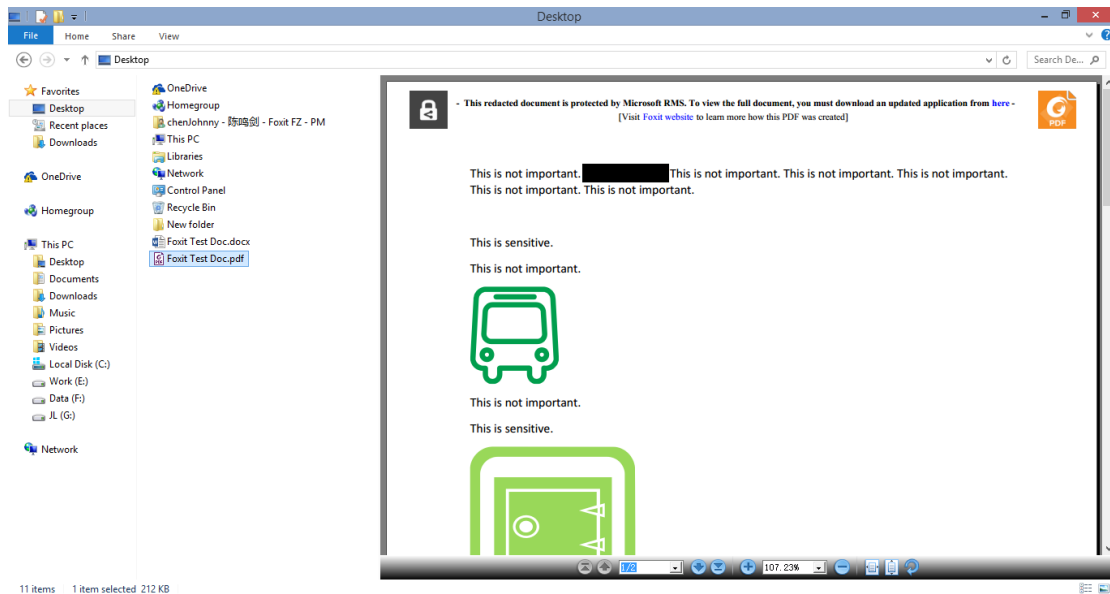 Desktop
File Home Share View
Desktop
Search De...
Favorites
Desktop
Recent places
Downloads
OneDrive
Homegroup
This PC
Desktop
Documents
Downloads
Music
Pictures
Videos
Local Disk (C:)
Work (E:)
Data (F:)
JL (G:)
Network
OneDrive
Homegroup
chenJohnny - 陈鸣剑 - Foxit FZ - PM
This PC
Libraries
Network
Control Panel
Recycle Bin
New folder
Foxit Test Doc.docx
Foxit Test Doc.pdf
- This redacted document is protected by Microsoft RMS. To view the full document, you must download an updated application from here -
[Visit Foxit website to learn more how this PDF was created]
PDF
This is not important. This is not important. This is not important. This is not important.
This is not important. This is not important.
This is sensitive.
This is not important.
This is not important.
This is sensitive.
1/2
107.23%
11 items 1 item selected 212 KB